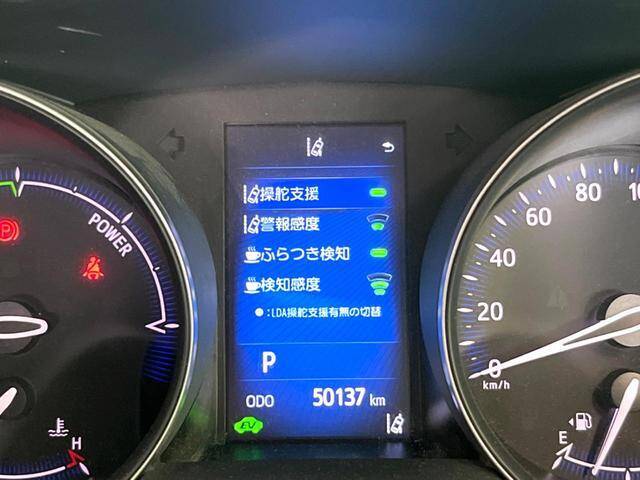 操舵支援
警報感度
ふらつき検知
検知感度
●:LDA操舵支援有無の切替
P
ODO 50137 km
EV
POWER
H
0
20
40
60
80
km/h
E